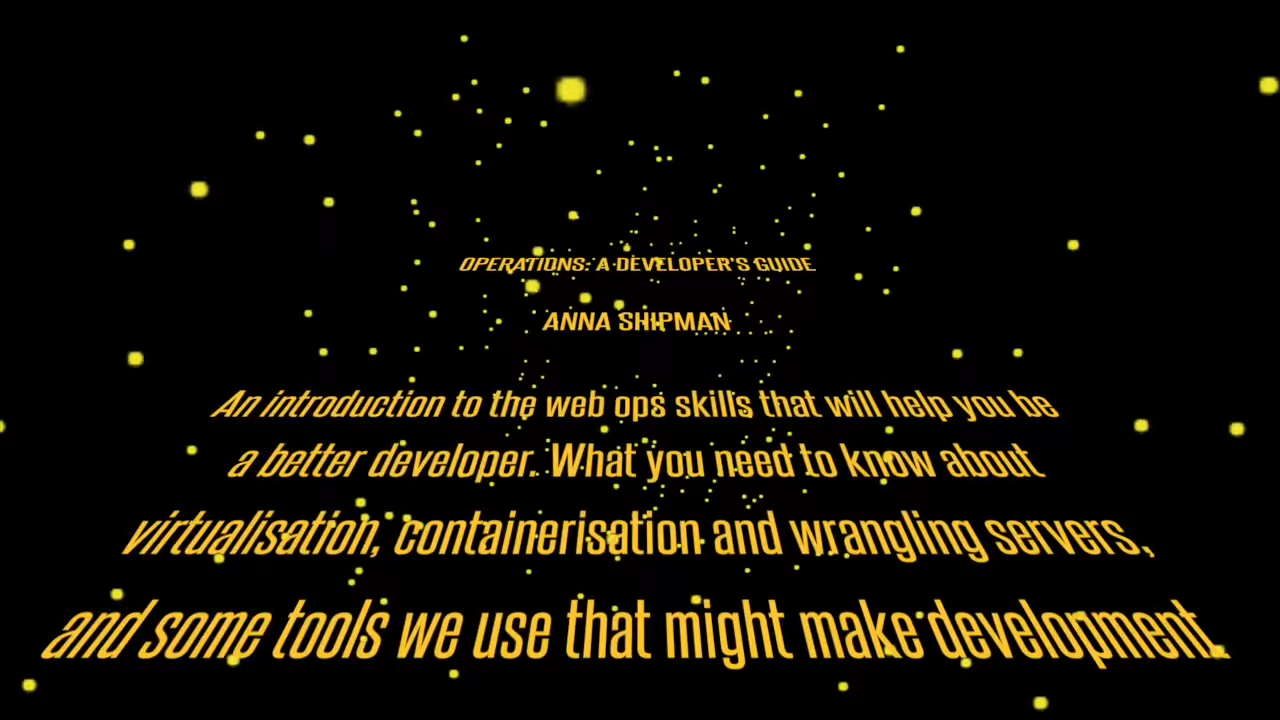 OPERATIONS: A DEVELOPER'S GUIDE
ANNA SHIPMAN
An introduction to the web ops skills that will help you be
a better developer. What you need to know about
virtualisation, containerisation and wrangling servers,
and some tools we use that might make development.